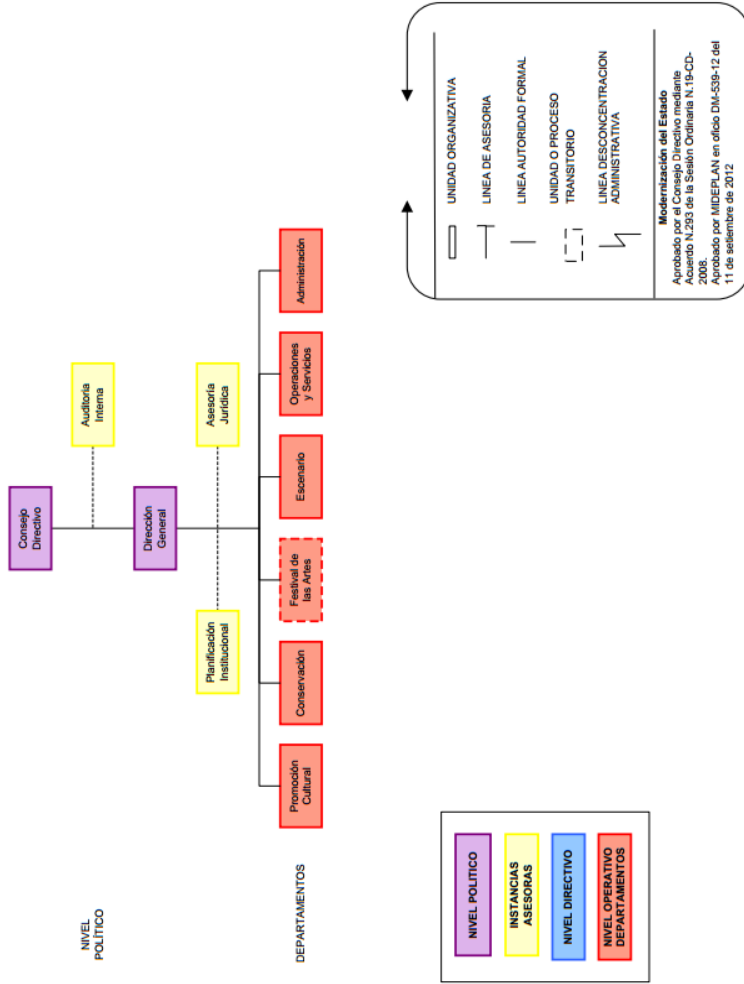 Consejo
Directivo
NIVEL
POLÍTICO
Auditoria
Interna
Dirección
General
Planificación
Institucional
Asesoría
Jurídica
DEPARTAMENTOS
Promoción
Cultural
Conservación
Festival de
las Artes
Escenario
Operaciones
y Servicios
Administración
NIVEL POLITICO
INSTANCIAS
ASESORAS
NIVEL DIRECTIVO
NIVEL OPERATIVO
DEPARTAMENTOS
UNIDAD ORGANIZATIVA
LINEA DE ASESORIA
LINEA AUTORIDAD FORMAL
UNIDAD O PROCESO
TRANSITORIO
LINEA DESCONCENTRACION
ADMINISTRATIVA
Modernización del Estado
Aprobado por el Consejo Directivo mediante
Acuerdo N.293 de la Sesión Ordinaria N.19-CD-
2008.
Aprobado por MIDEPLAN en oficio DM-539-12 del
11 de setiembre de 2012